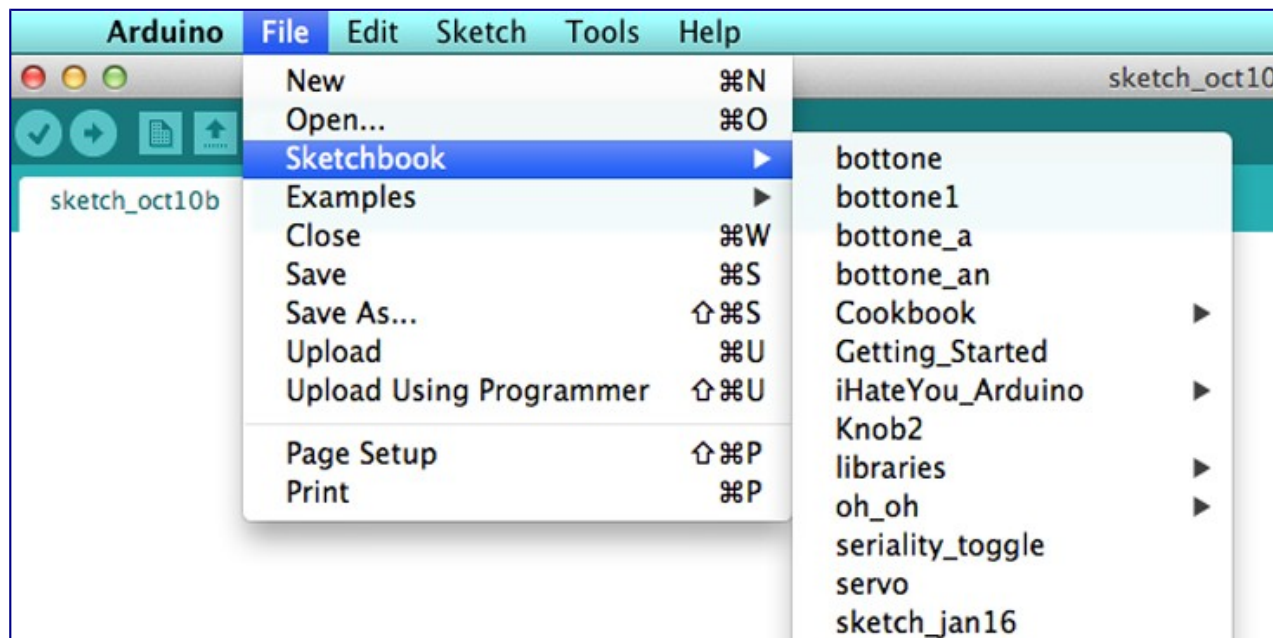 Arduino File Edit Sketch Tools Help
sketch_oct10
sketch_oct10b
New ⌘N
Open... ⌘O
Sketchbook ▶
Examples ▶
Close ⌘W
Save ⌘S
Save As... ⇧⌘S
Upload ⌘U
Upload Using Programmer ⇧⌘U
Page Setup ⇧⌘P
Print ⌘P
bottone
bottone1
bottone_a
bottone_an
Cookbook ▶
Getting_Started
iHateYou_Arduino ▶
Knob2
libraries ▶
oh_oh ▶
seriality_toggle
servo
sketch_jan16